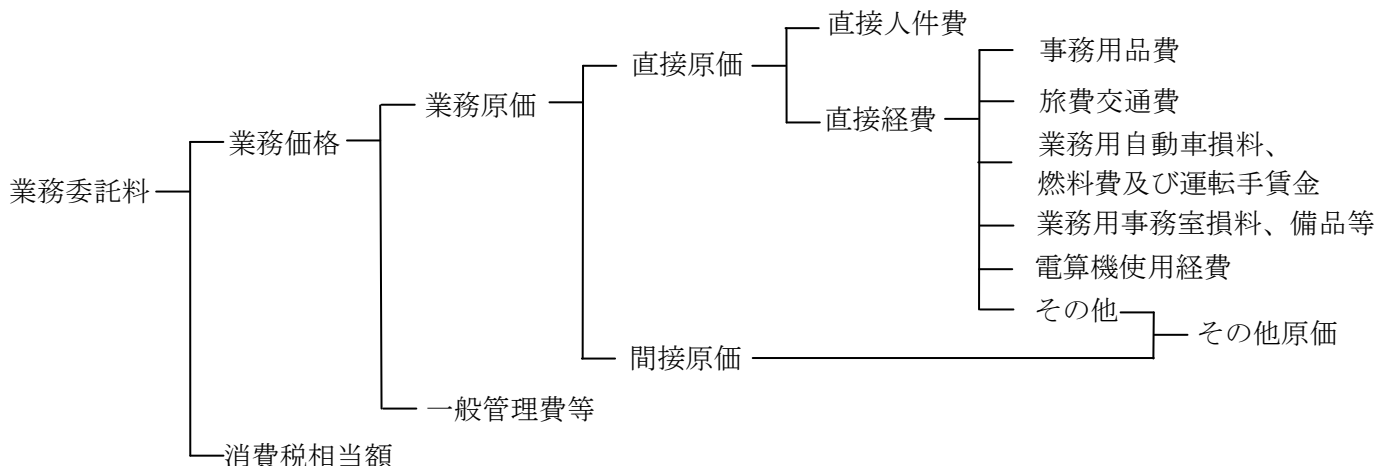 業務委託料
業務価格
消費税相当額
業務原価
一般管理費等
直接原価
間接原価
直接人件費
直接経費
事務用品費
旅費交通費
業務用自動車損料、
燃料費及び運転手賃金
業務用事務室損料、備品等
電算機使用経費
その他
その他原価